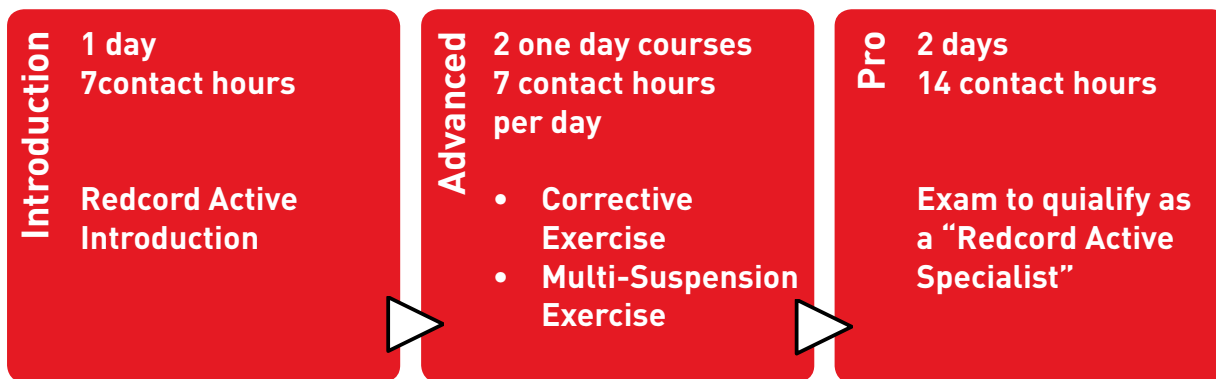 Introduction
1 day
7contact hours
Redcord Active
Introduction
Advanced
2 one day courses
7 contact hours
per day
• Corrective
Exercise
• Multi-Suspension
Exercise
Pro
2 days
14 contact hours
Exam to quialify as
a “Redcord Active
Specialist”